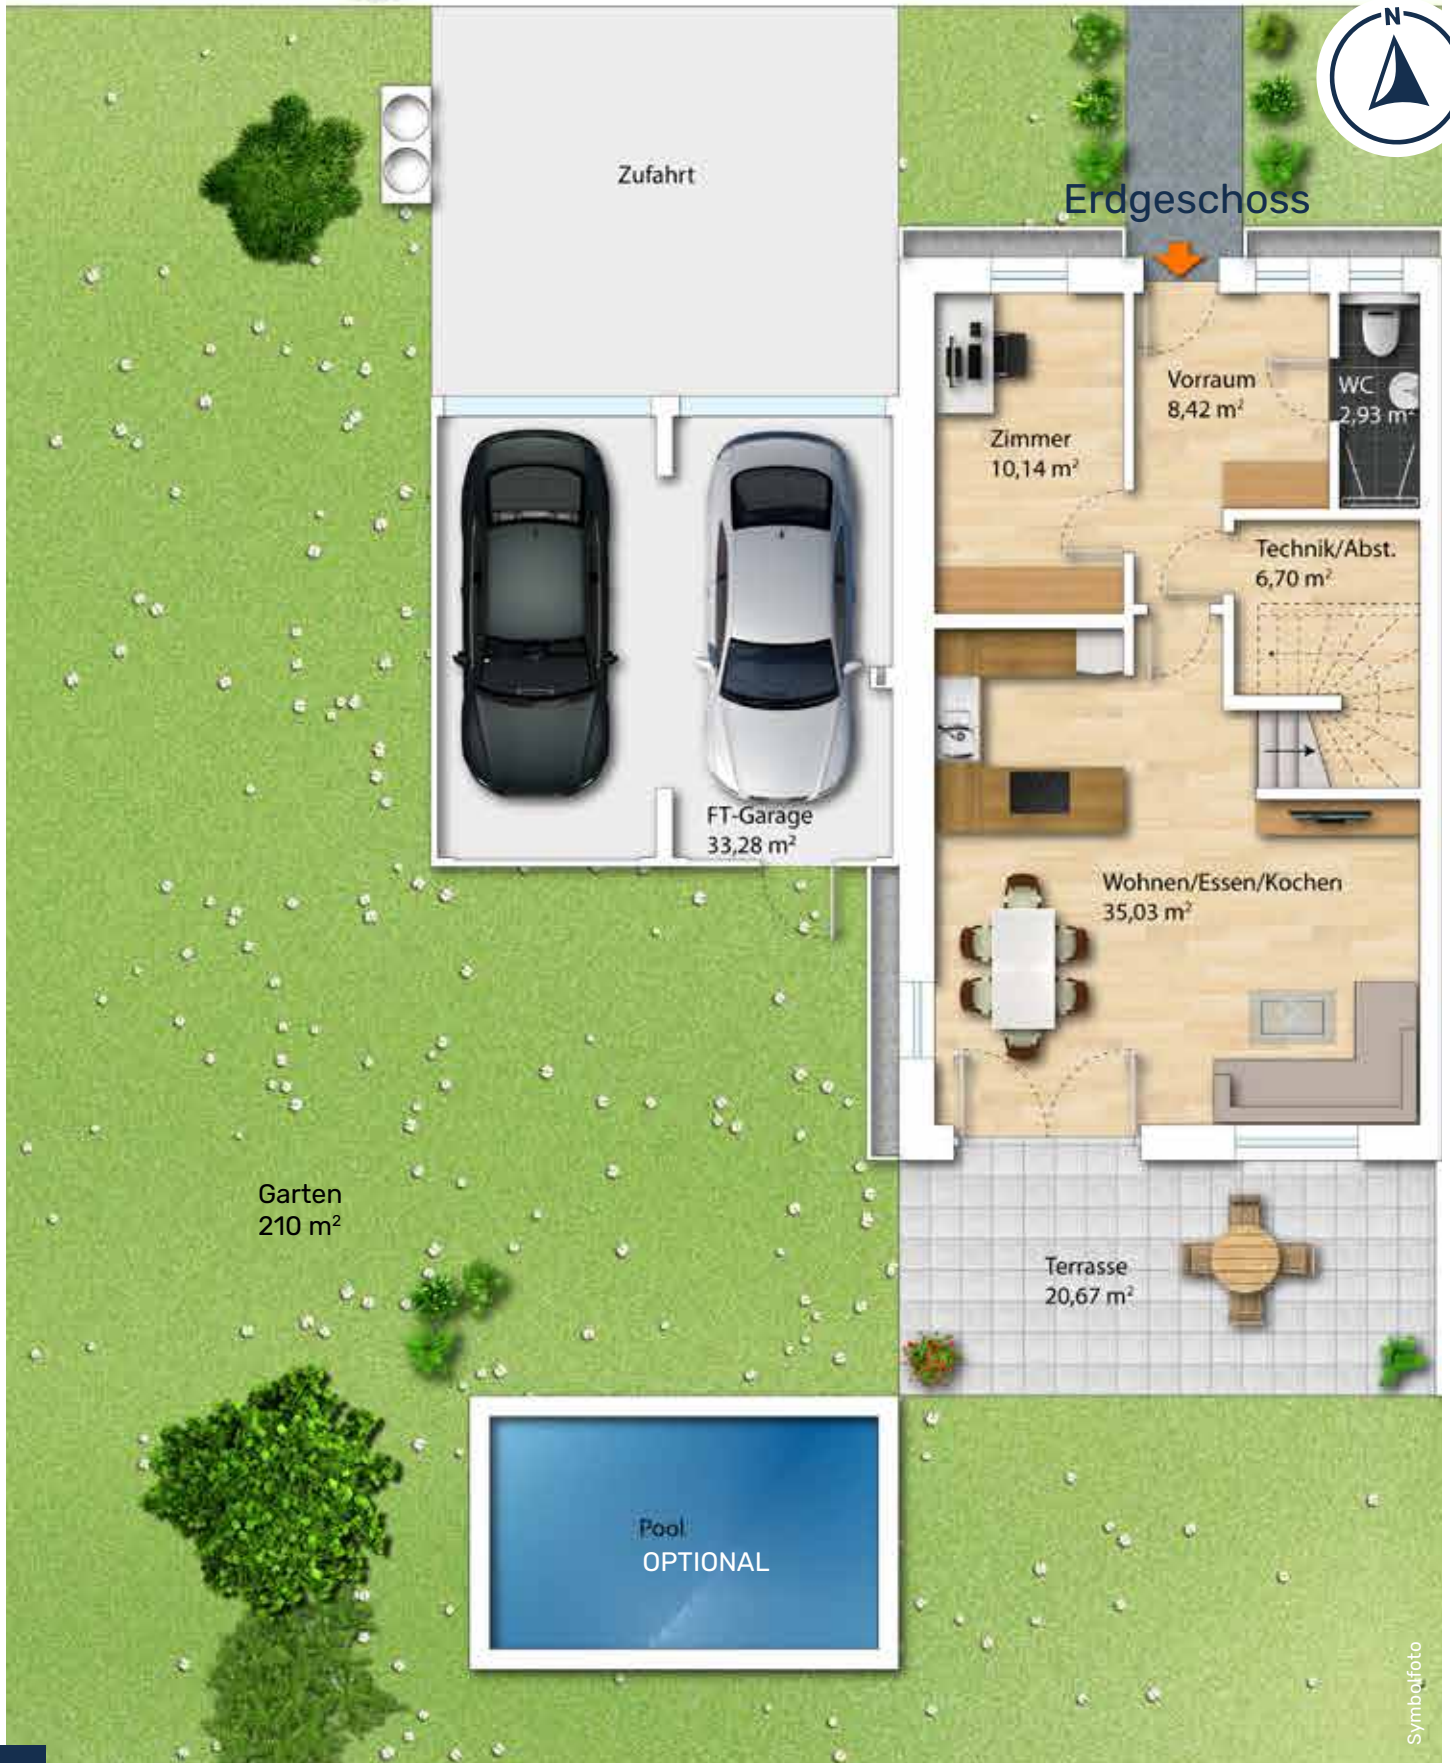 N
Zufahrt
Erdgeschoss
Vorraum
8,42 m²
WC
2,93 m²
Zimmer
10,14 m²
Technik/Abst.
6,70 m²
FT-Garage
33,28 m²
Wohnen/Essen/Kochen
35,03 m²
Garten
210 m²
Terrasse
20,67 m²
Pool
OPTIONAL
Symbolfoto